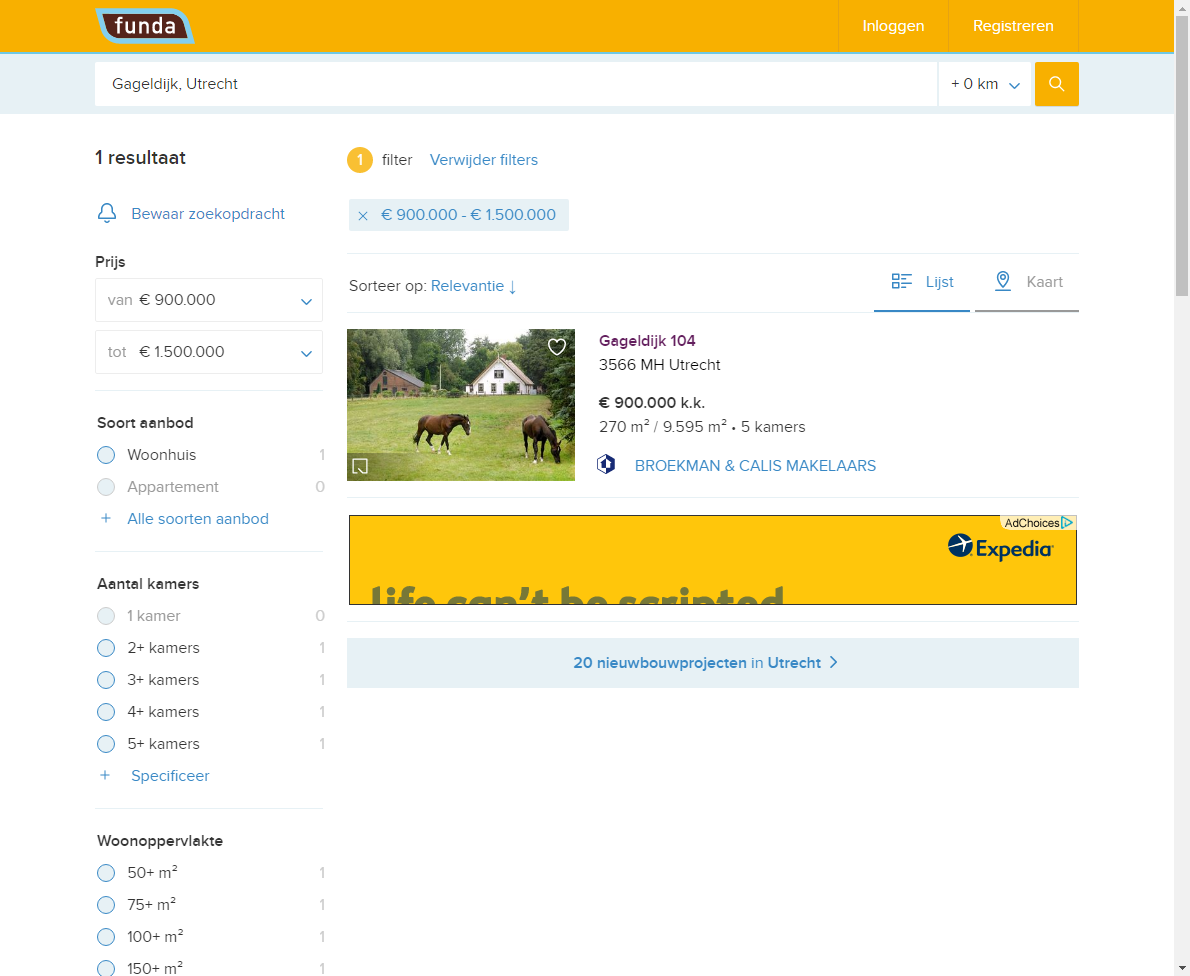 funda
Inloggen
Registreren
Gageldijk, Utrecht
+ 0 km
1 resultaat
1 filter Verwijder filters
Bewaar zoekopdracht
€ 900.000 - € 1.500.000
Prijs
van € 900.000
tot € 1.500.000
Sorteer op: Relevantie ↓
Lijst
Kaart
Gageldijk 104
3566 MH Utrecht
€ 900.000 k.k.
270 m² / 9.595 m² • 5 kamers
BROEKMAN & CALIS MAKELAARS
Soort aanbod
Woonhuis 1
Appartement 0
+ Alle soorten aanbod
AdChoices
Expedia
life can't be scripted
20 nieuwbouwprojecten in Utrecht
Aantal kamers
1 kamer 0
2+ kamers 1
3+ kamers 1
4+ kamers 1
5+ kamers 1
+ Specificeer
Woonoppervlakte
50+ m² 1
75+ m² 1
100+ m² 1
150+ m² 1